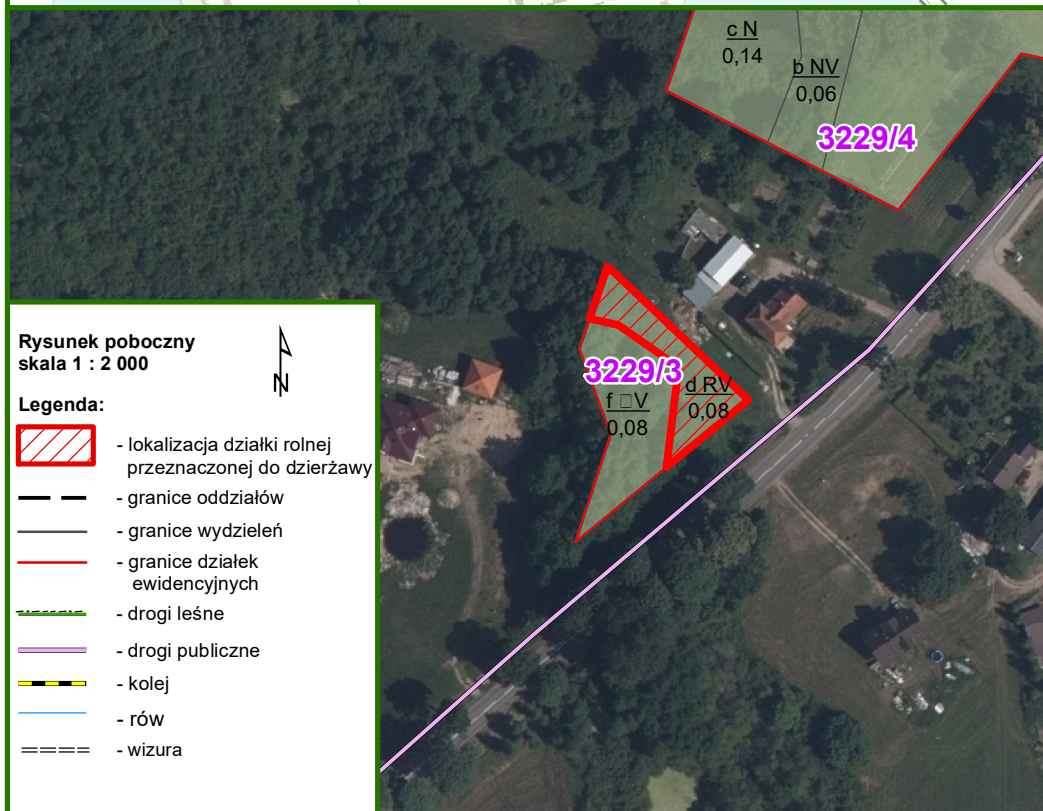 c N
0,14
b NV
0,06
3229/4
3229/3
d RV
0,08
f □V
0,08
Rysunek poboczny
skala 1 : 2 000
N
Legenda:
- lokalizacja działki rolnej
przeznaczonej do dzierżawy
- granice oddziałów
- granice wydzieleń
- granice działek
ewidencyjnych
- drogi leśne
- drogi publiczne
- kolej
- rów
- wizura